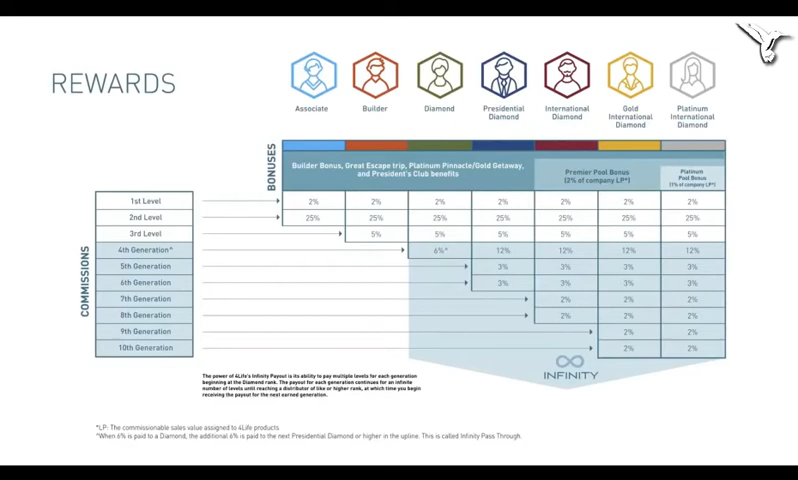 REWARDS
Associate
Builder
Diamond
Presidential
Diamond
International
Diamond
Gold
International
Diamond
Platinum
International
Diamond
BONUSES
Builder Bonus, Great Escape trip, Platinum Pinnacle/Gold Getaway,
and President's Club benefits
Premier Pool Bonus
(2% of company LP*)
Platinum
Pool Bonus
(1% of company LP*)
COMMISSIONS
1st Level 2% 2% 2% 2% 2% 2% 2%
2nd Level 25% 25% 25% 25% 25% 25% 25%
3rd Level 5% 5% 5% 5% 5% 5%
4th Generation^ 6%^ 12% 12% 12% 12%
5th Generation 3% 3% 3% 3%
6th Generation 3% 3% 3% 3%
7th Generation 2% 2% 2%
8th Generation 2% 2% 2%
9th Generation 2% 2%
10th Generation 2% 2%
INFINITY
The power of 4Life's Infinity Payout is its ability to pay multiple levels for each generation
beginning at the Diamond rank. The payout for each generation continues for an infinite
number of levels until reaching a distributor of like or higher rank, at which time you begin
receiving the payout for the next earned generation.
*LP: The commissionable sales value assigned to 4Life products
^When 6% is paid to a Diamond, the additional 6% is paid to the next Presidential Diamond or higher in the upline. This is called Infinity Pass Through.